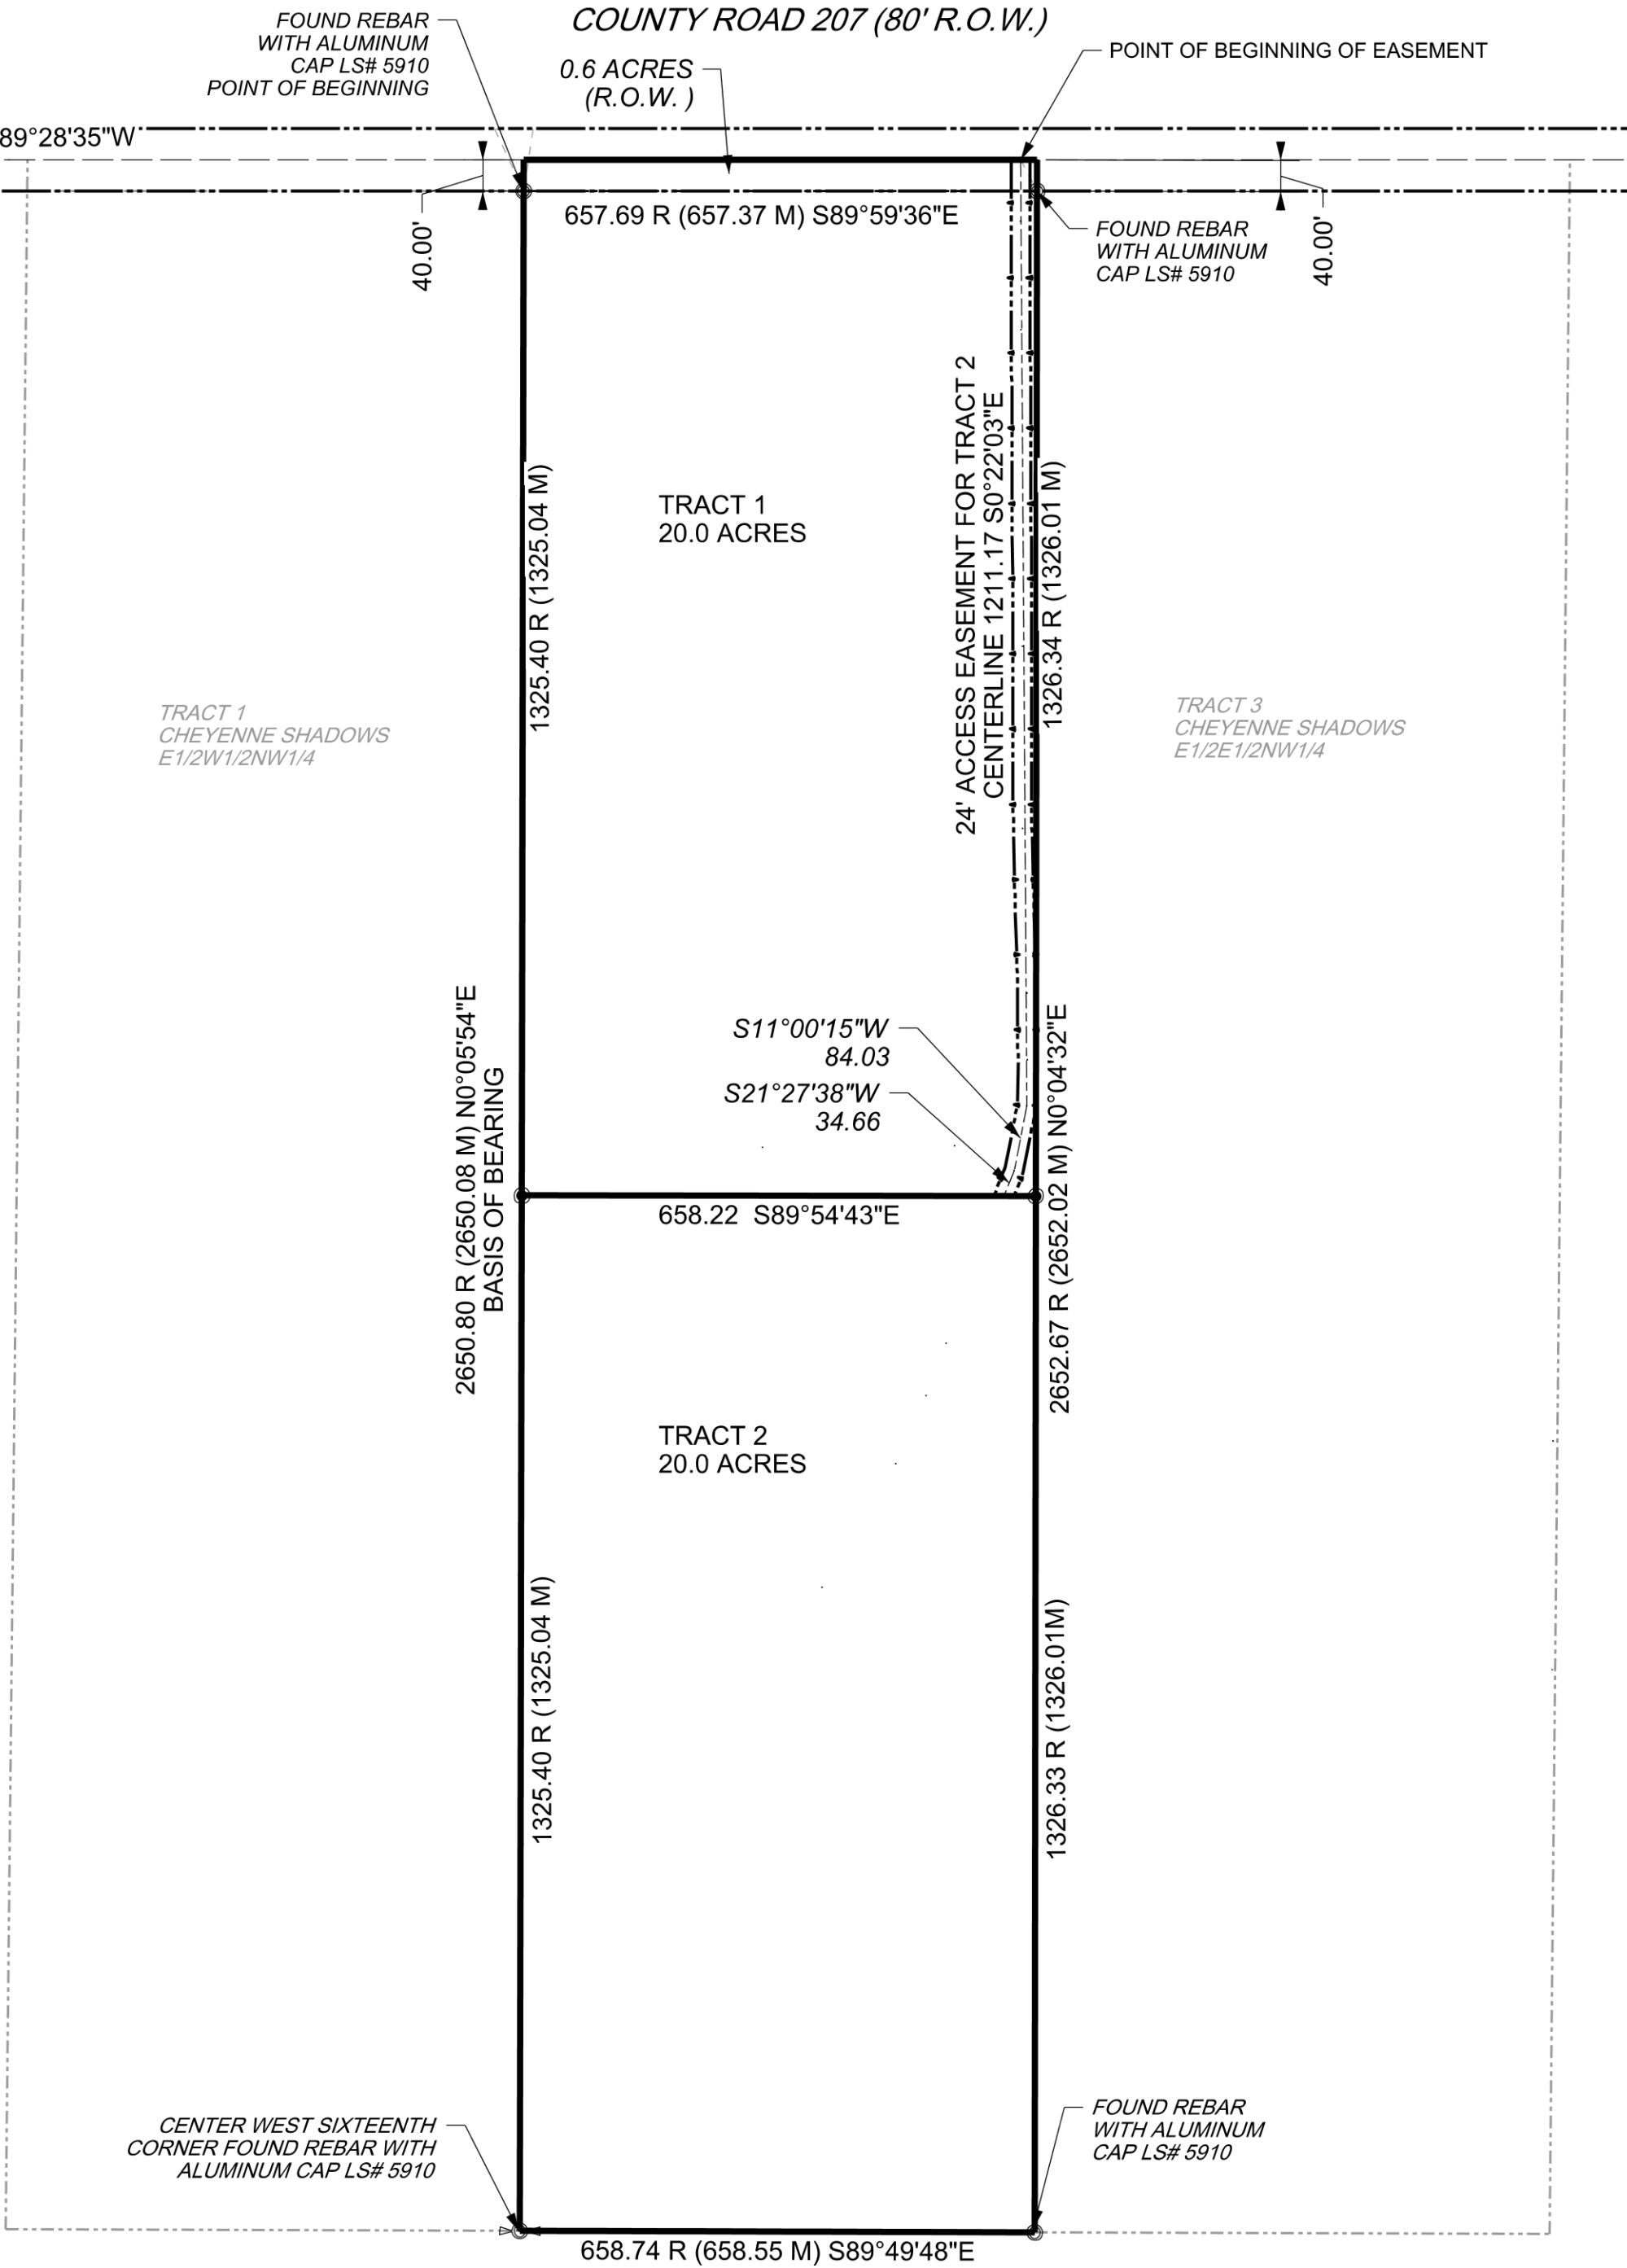 COUNTY ROAD 207 (80' R.O.W.)
FOUND REBAR
WITH ALUMINUM
CAP LS# 5910
POINT OF BEGINNING
0.6 ACRES
(R.O.W. )
POINT OF BEGINNING OF EASEMENT
89°28'35"W
657.69 R (657.37 M) S89°59'36"E
40.00'
FOUND REBAR
WITH ALUMINUM
CAP LS# 5910
40.00'
24' ACCESS EASEMENT FOR TRACT 2
CENTERLINE 1211.17 S0°22'03"E
1325.40 R (1325.04 M)
TRACT 1
20.0 ACRES
1326.34 R (1326.01 M)
TRACT 1
CHEYENNE SHADOWS
E1/2W1/2NW1/4
TRACT 3
CHEYENNE SHADOWS
E1/2E1/2NW1/4
2650.80 R (2650.08 M) N0°05'54"E
BASIS OF BEARING
S11°00'15"W
84.03
S21°27'38"W
34.66
2652.67 R (2652.02 M) N0°04'32"E
658.22 S89°54'43"E
TRACT 2
20.0 ACRES
1325.40 R (1325.04 M)
1326.33 R (1326.01M)
CENTER WEST SIXTEENTH
CORNER FOUND REBAR WITH
ALUMINUM CAP LS# 5910
FOUND REBAR
WITH ALUMINUM
CAP LS# 5910
658.74 R (658.55 M) S89°49'48"E